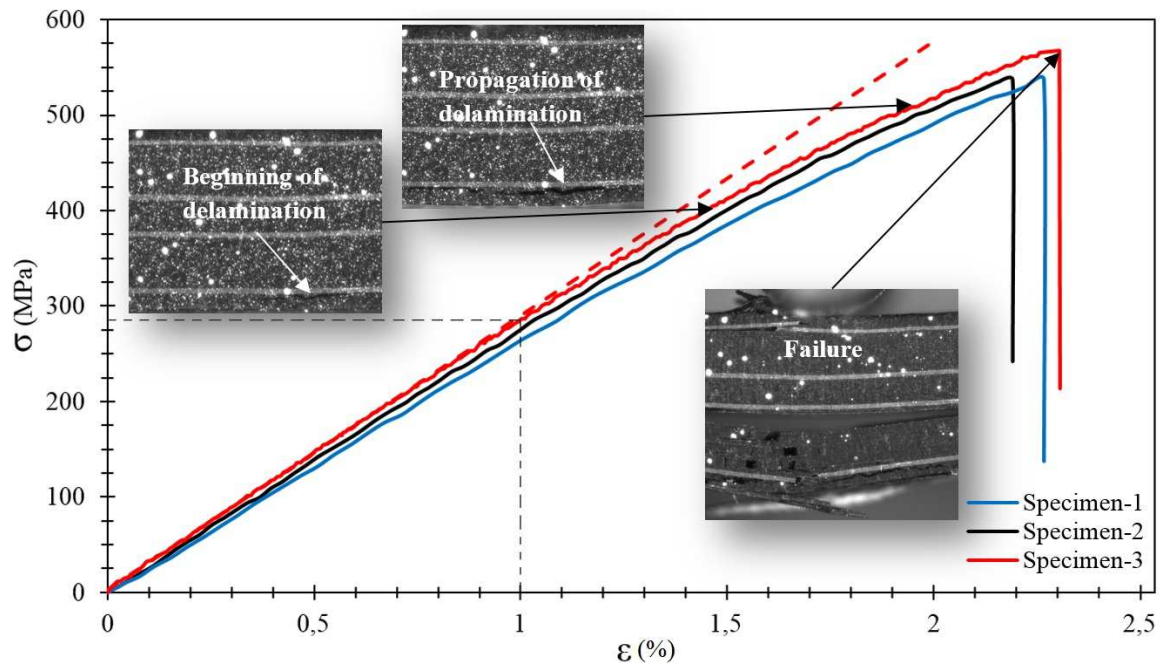 600
500
400
300
200
100
0
σ (MPa)
Propagation of
delamination
Beginning of
delamination
Failure
Specimen-1
Specimen-2
Specimen-3
0
0,5
1
1,5
2
2,5
ε (%)